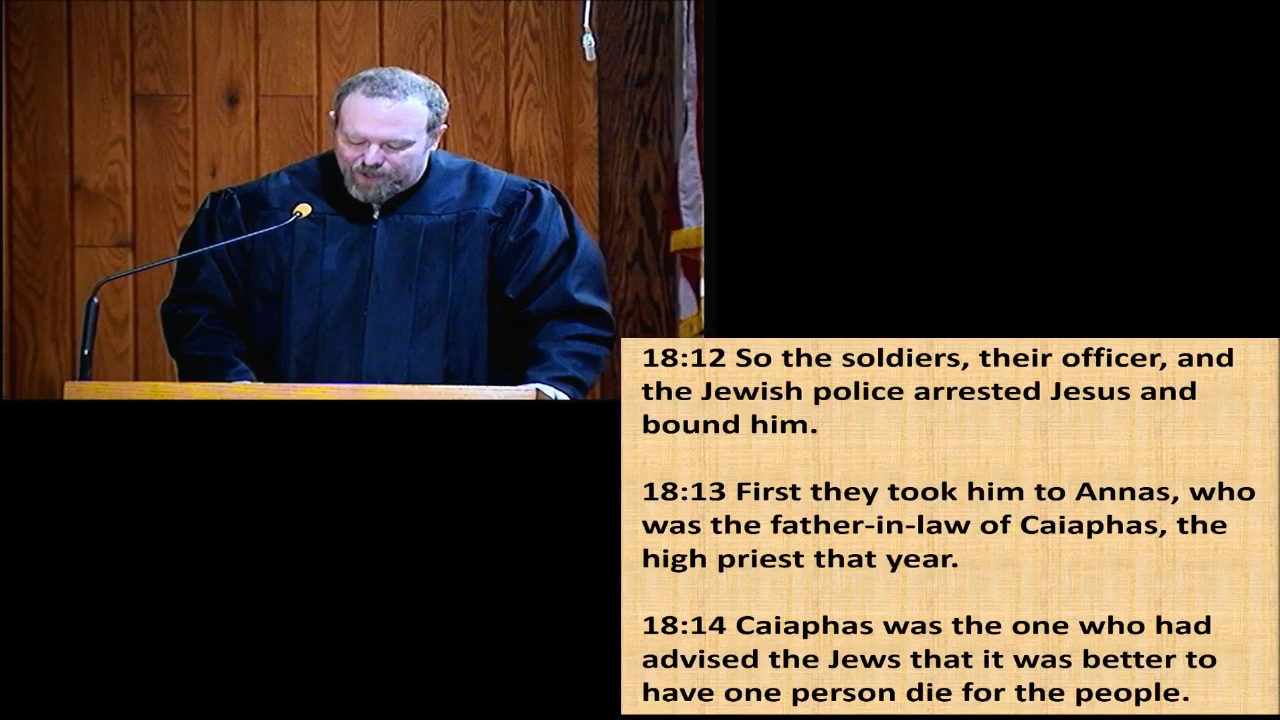 18:12 So the soldiers, their officer, and
the Jewish police arrested Jesus and
bound him.
18:13 First they took him to Annas, who
was the father-in-law of Caiaphas, the
high priest that year.
18:14 Caiaphas was the one who had
advised the Jews that it was better to
have one person die for the people.